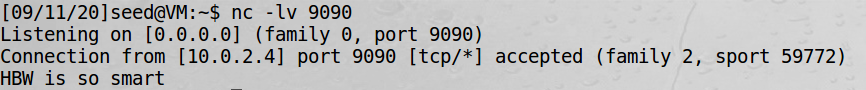 [09/11/20]seed@VM:~$ nc -lv 9090
Listening on [0.0.0.0] (family 0, port 9090)
Connection from [10.0.2.4] port 9090 [tcp/*] accepted (family 2, sport 59772)
HBW is so smart